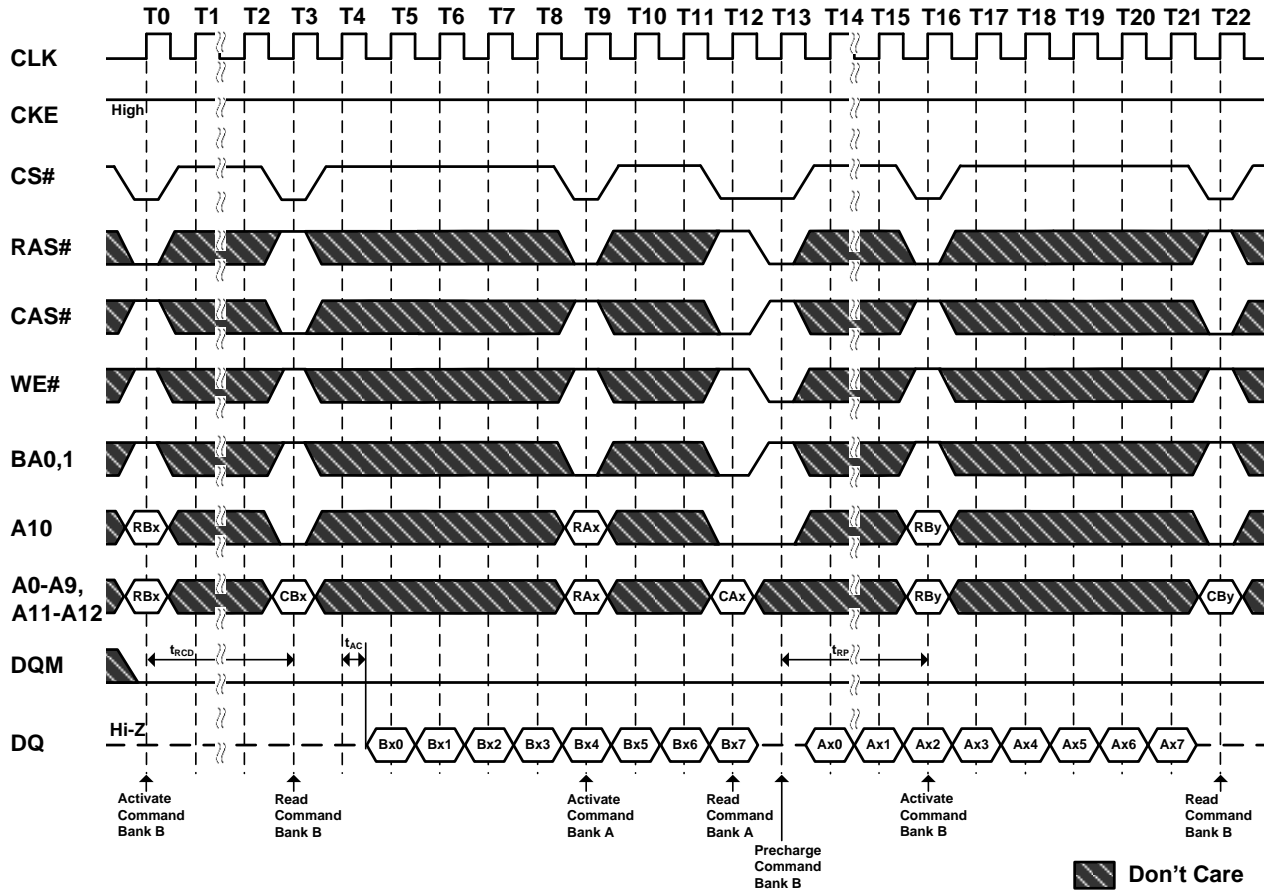 T0 T1 T2 T3 T4 T5 T6 T7 T8 T9 T10 T11 T12 T13 T14 T15 T16 T17 T18 T19 T20 T21 T22
CLK
CKE High
CS#
RAS#
CAS#
WE#
BA0,1
A10 RBx RAx RBy
A0-A9,
A11-A12 RBx CBx RAx CAx RBy CBy
tRCD tAC tRP
DQM
Hi-Z
DQ Bx0 Bx1 Bx2 Bx3 Bx4 Bx5 Bx6 Bx7 Ax0 Ax1 Ax2 Ax3 Ax4 Ax5 Ax6 Ax7
Activate
Command
Bank B
Read
Command
Bank B
Activate
Command
Bank A
Read
Command
Bank A
Precharge
Command
Bank B
Activate
Command
Bank B
Read
Command
Bank B
Don't Care